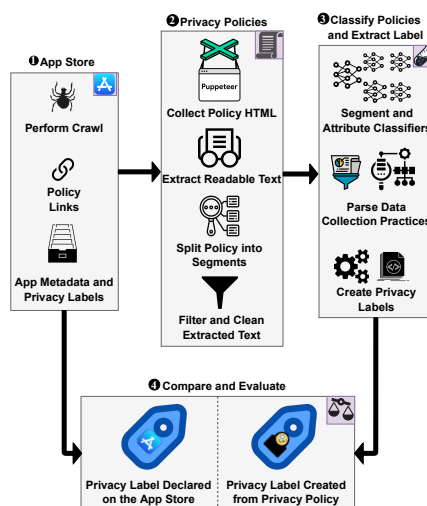 ❶App Store
Perform Crawl
Policy
Links
App Metadata and
Privacy Labels
❷Privacy Policies
Puppeteer
Collect Policy HTML
Extract Readable Text
Split Policy into
Segments
Filter and Clean
Extracted Text
❸Classify Policies
and Extract Label
Segment and
Attribute Classifiers
Parse Data
Collection Practices
Create Privacy
Labels
❹Compare and Evaluate
Privacy Label Declared
on the App Store
Privacy Label Created
from Privacy Policy